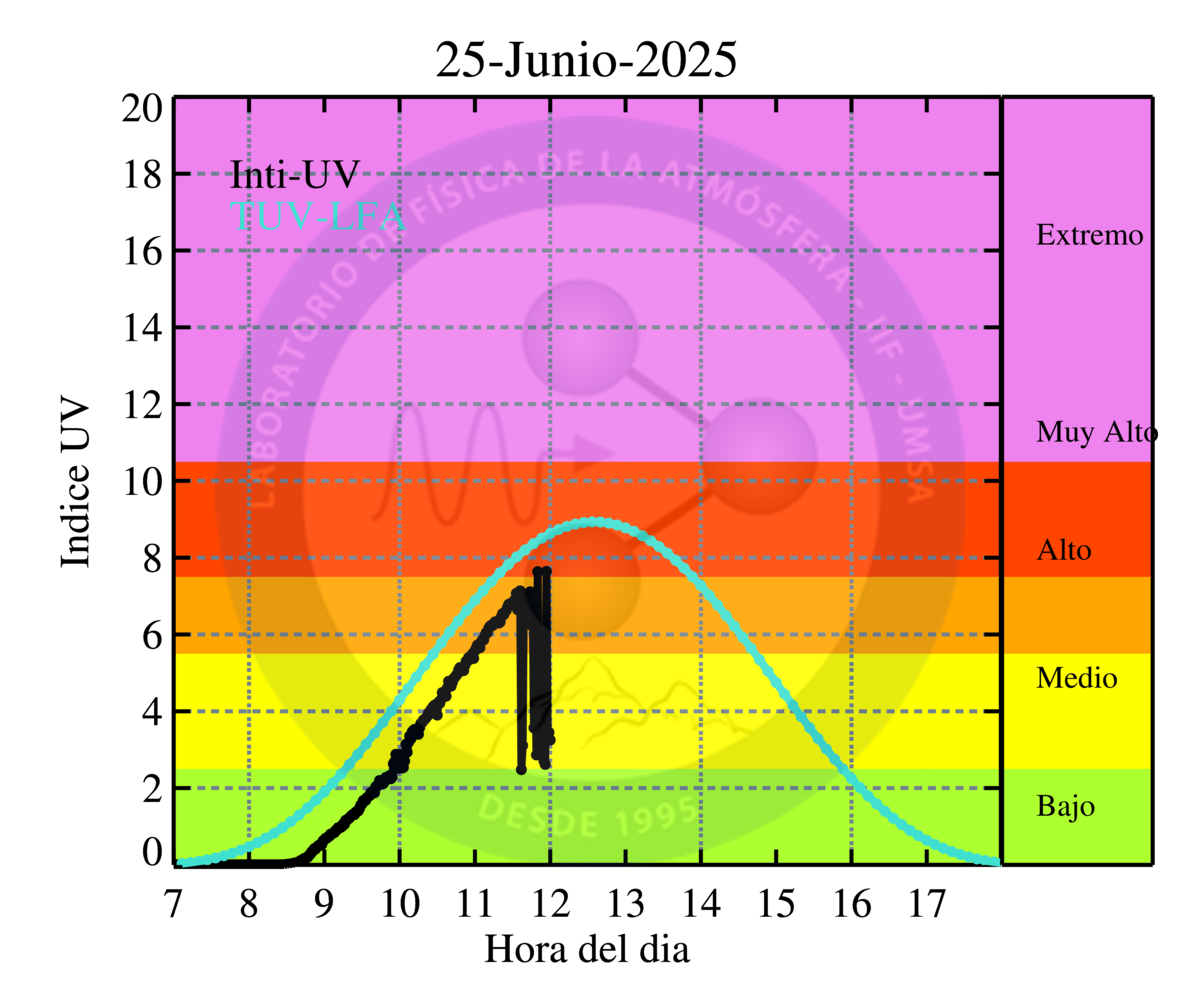 25-Junio-2025
Inti-UV
TUV-LFA
LABORATORIO DE FÍSICA DE LA ATMÓSFERA - IIF - UMSA
DESDE 1995
Indice UV
20
18
16
14
12
10
8
6
4
2
0
Extremo
Muy Alto
Alto
Medio
Bajo
7 8 9 10 11 12 13 14 15 16 17
Hora del dia